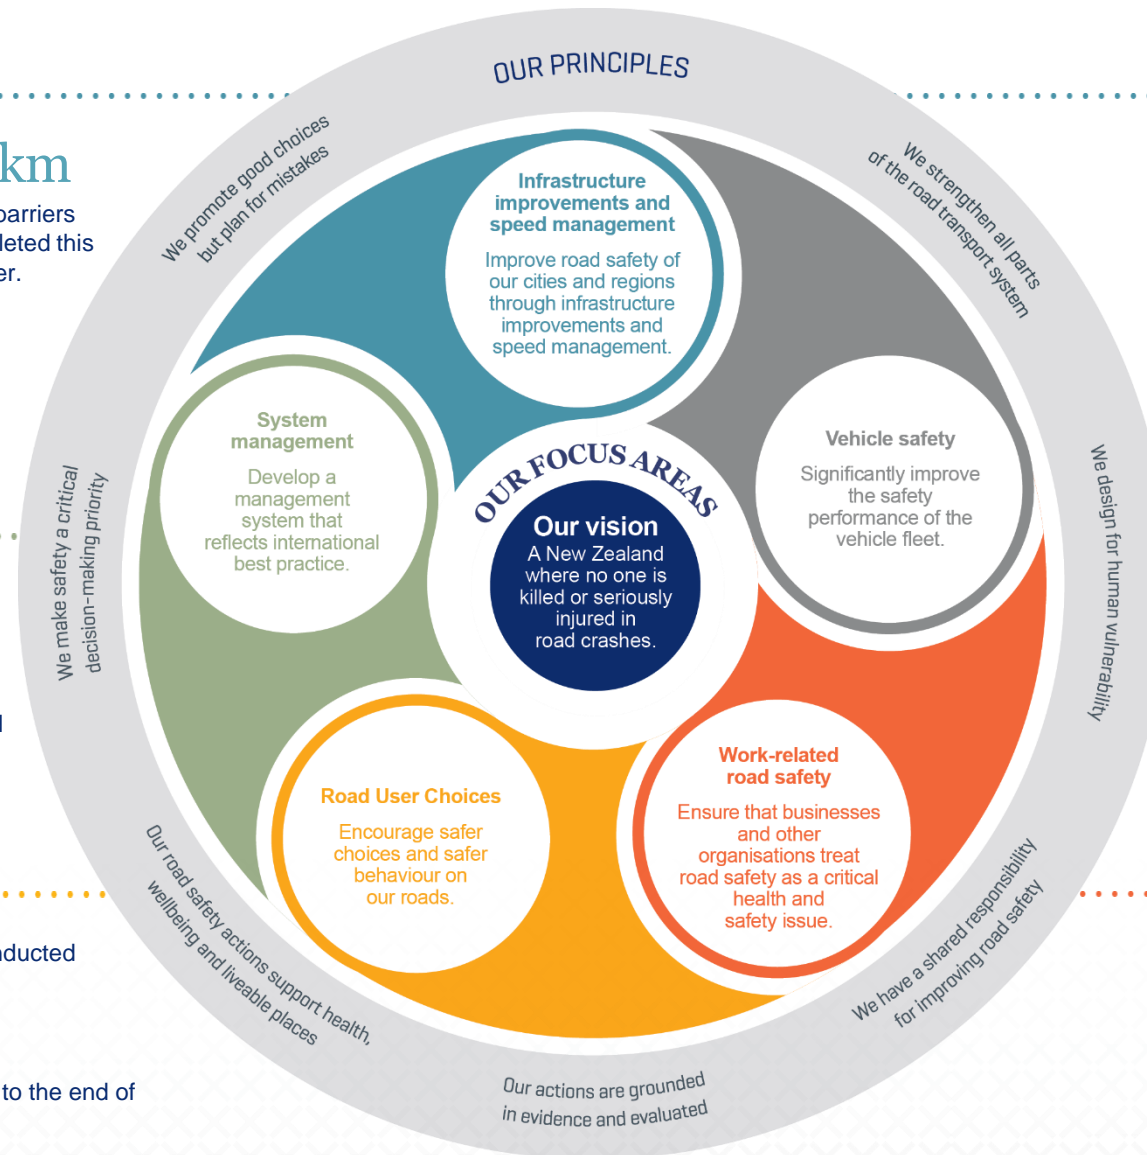 OUR PRINCIPLES
We promote good choices
but plan for mistakes
We strengthen all parts
of the road transport system
We design for human vulnerability
We have a shared responsibility
for improving road safety
Our actions are grounded
in evidence and evaluated
Our road safety actions support health,
wellbeing and liveable places
We make safety a critical
decision-making priority
km
barriers
leted this
er.
Infrastructure
improvements and
speed management
Improve road safety of
our cities and regions
through infrastructure
improvements and
speed management.
Vehicle safety
Significantly improve
the safety
performance of the
vehicle fleet.
System
management
Develop a
management
system that
reflects international
best practice.
OUR FOCUS AREAS
Our vision
A New Zealand
where no one is
killed or seriously
injured in
road crashes.
Work-related
road safety
Ensure that businesses
and other
organisations treat
road safety as a critical
health and
safety issue.
Road User Choices
Encourage safer
choices and safer
behaviour on
our roads.
nducted
to the end of